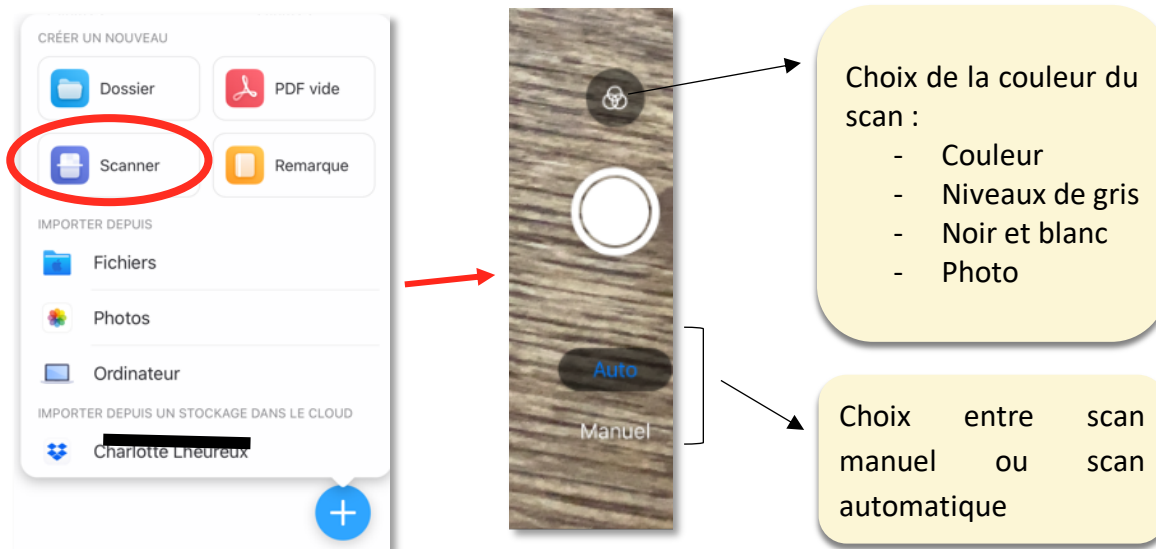 CRÉER UN NOUVEAU
Dossier
PDF vide
Scanner
Remarque
IMPORTER DEPUIS
Fichiers
Photos
Ordinateur
IMPORTER DEPUIS UN STOCKAGE DANS LE CLOUD
Auto
Manuel
Choix de la couleur du
scan :
- Couleur
- Niveaux de gris
- Noir et blanc
- Photo
Choix entre scan
manuel ou scan
automatique